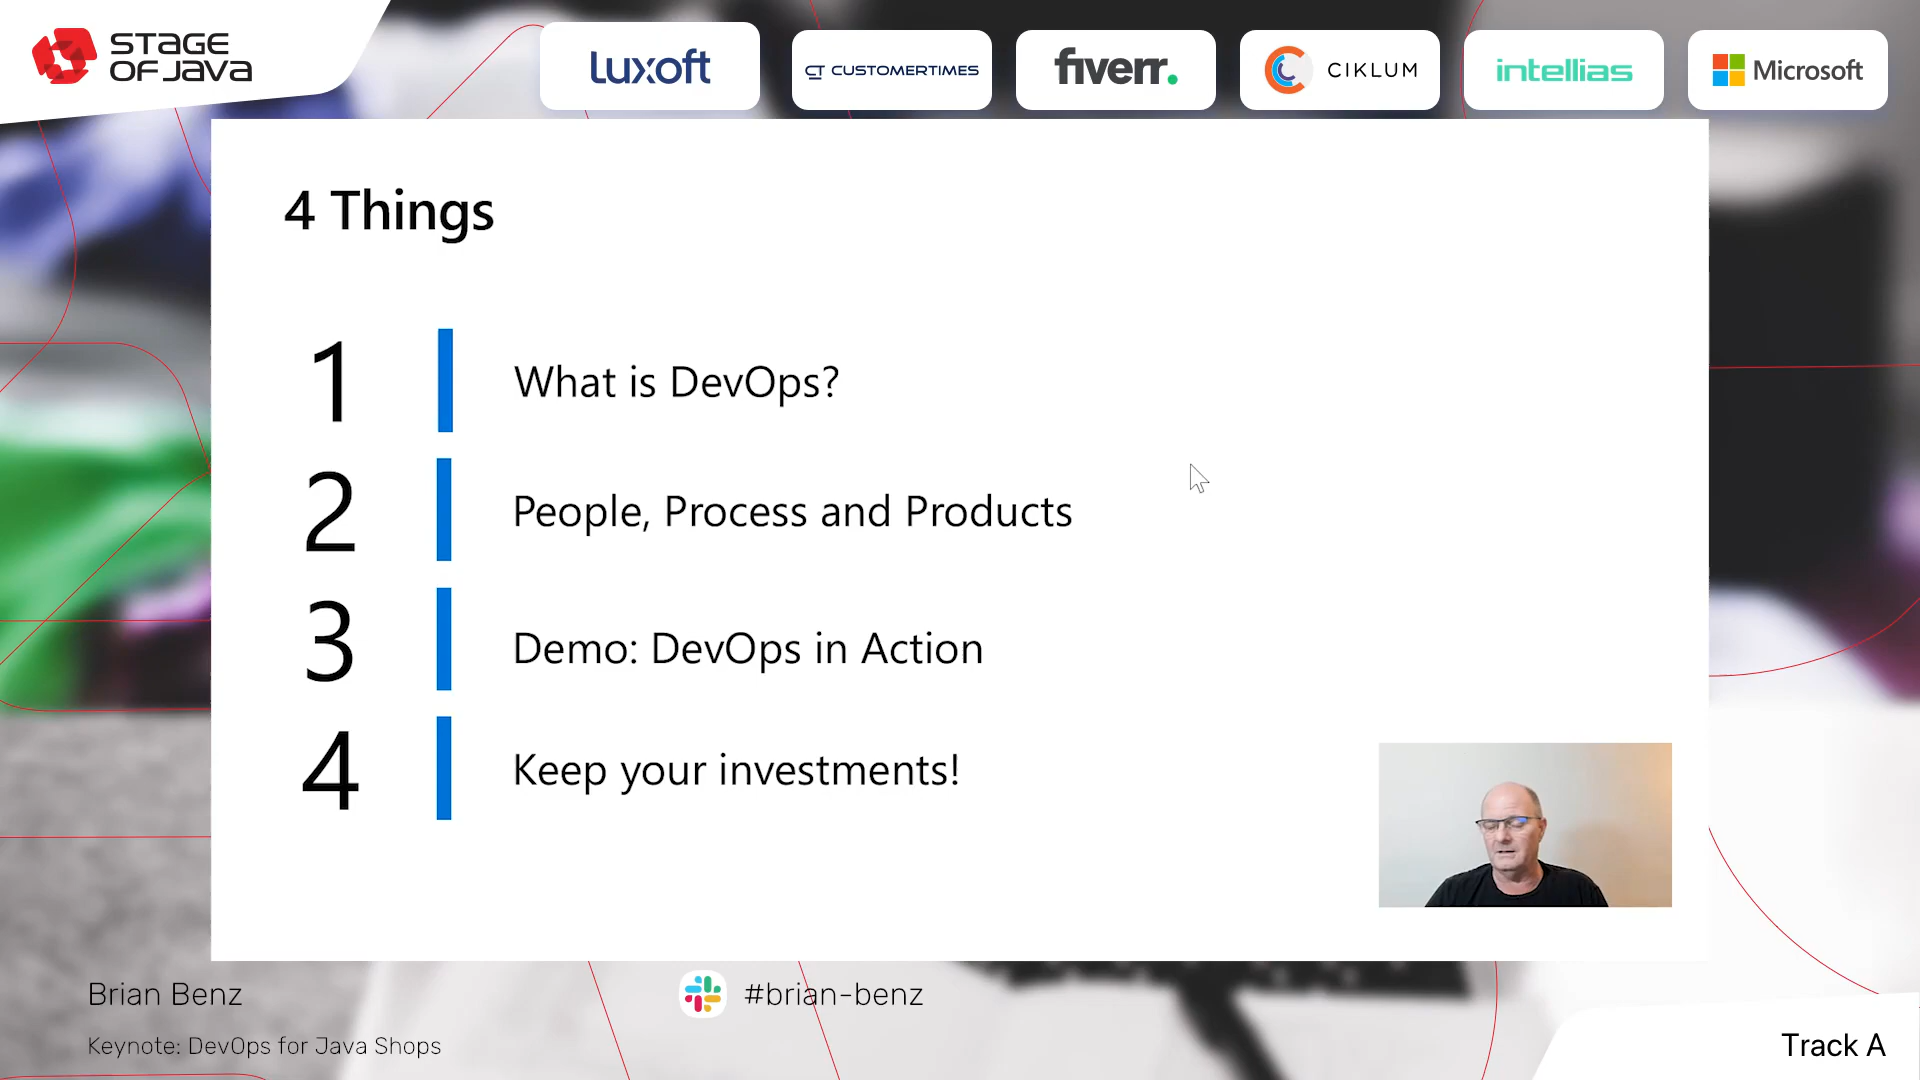 STAGE
OF JAVA
Luxoft
CT CUSTOMERTIMES
fiverr.
CIKLUM
intellias
Microsoft
4 Things
1
What is DevOps?
2
People, Process and Products
3
Demo: DevOps in Action
4
Keep your investments!
Brian Benz
#brian-benz
Keynote: DevOps for Java Shops
Track A